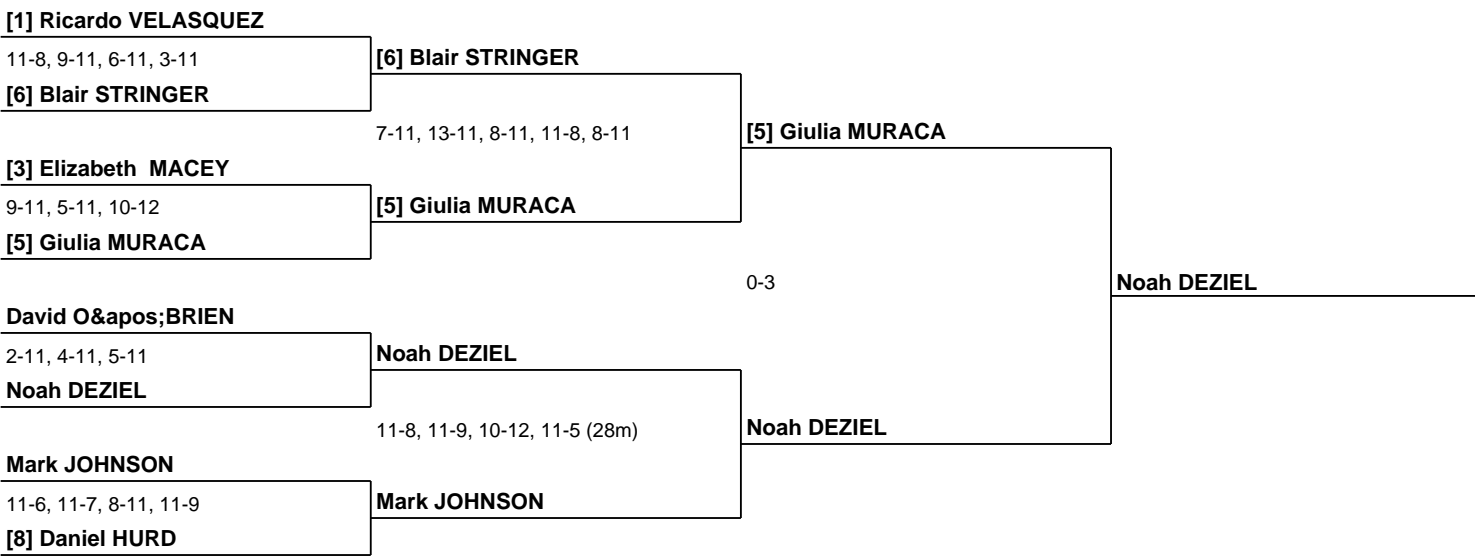 [1] Ricardo VELASQUEZ
11-8, 9-11, 6-11, 3-11
[6] Blair STRINGER
[6] Blair STRINGER
7-11, 13-11, 8-11, 11-8, 8-11
[5] Giulia MURACA
[3] Elizabeth  MACEY
9-11, 5-11, 10-12
[5] Giulia MURACA
[5] Giulia MURACA
0-3
Noah DEZIEL
David O&apos;BRIEN
2-11, 4-11, 5-11
Noah DEZIEL
Noah DEZIEL
11-8, 11-9, 10-12, 11-5 (28m)
Noah DEZIEL
Mark JOHNSON
11-6, 11-7, 8-11, 11-9
Mark JOHNSON
[8] Daniel HURD